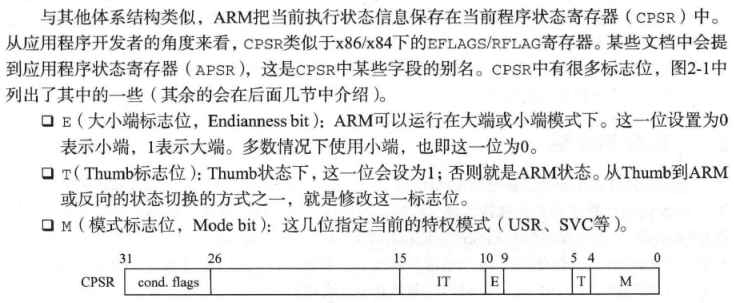 与其他体系结构类似，ARM把当前执行状态信息保存在当前程序状态寄存器（CPSR）中。
从应用程序开发者的角度来看，CPSR类似于x86/x84下的EFLAGS/RFLAG寄存器。某些文档中会提
到应用程序状态寄存器（APSR），这是CPSR中某些字段的别名。CPSR中有很多标志位，图2-1中
列出了其中的一些（其余的会在后面几节中介绍）。
❑ E（大小端标志位，Endianness bit）：ARM可以运行在大端或小端模式下。这一位设置为0
表示小端，1表示大端。多数情况下使用小端，也即这一位为0。
❑ T（Thumb标志位）：Thumb状态下，这一位会设为1；否则就是ARM状态。从Thumb到ARM
或反向的状态切换的方式之一，就是修改这一标志位。
❑ M（模式标志位，Mode bit）：这几位指定当前的特权模式（USR、SVC等）。
31 26 15 10 9 5 4 0
CPSR cond. flags IT E T M